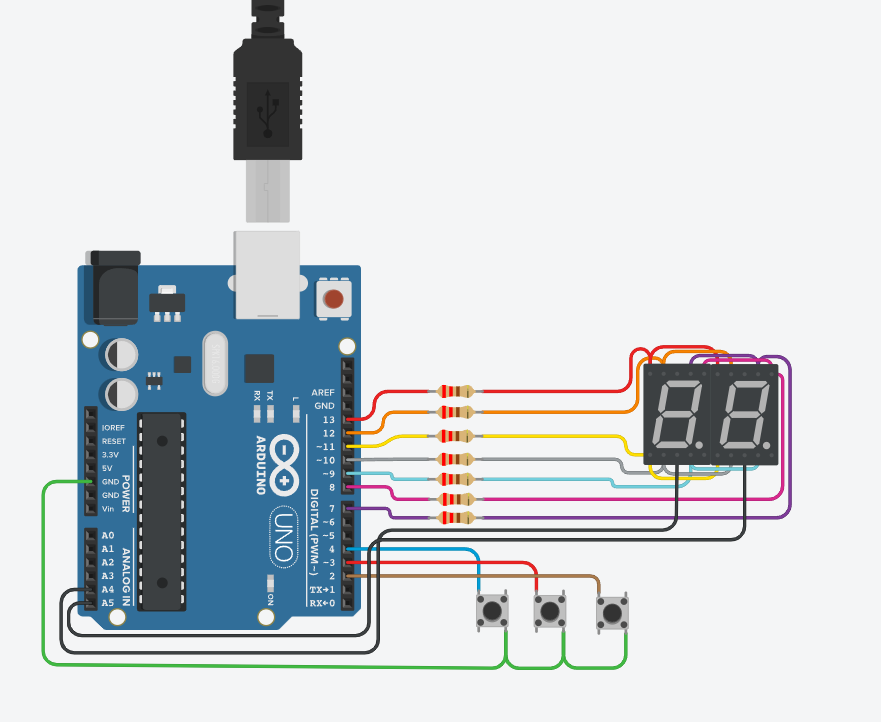 AREF
GND
13
12
~11
~10
~9
8
7
~6
~5
4
~3
2
TX→1
RX←0
DIGITAL (PWM~)
RX
TX
L
ARDUINO
UNO
ON
IOREF
RESET
3.3V
5V
GND
GND
Vin
POWER
A0
A1
A2
A3
A4
A5
ANALOG IN